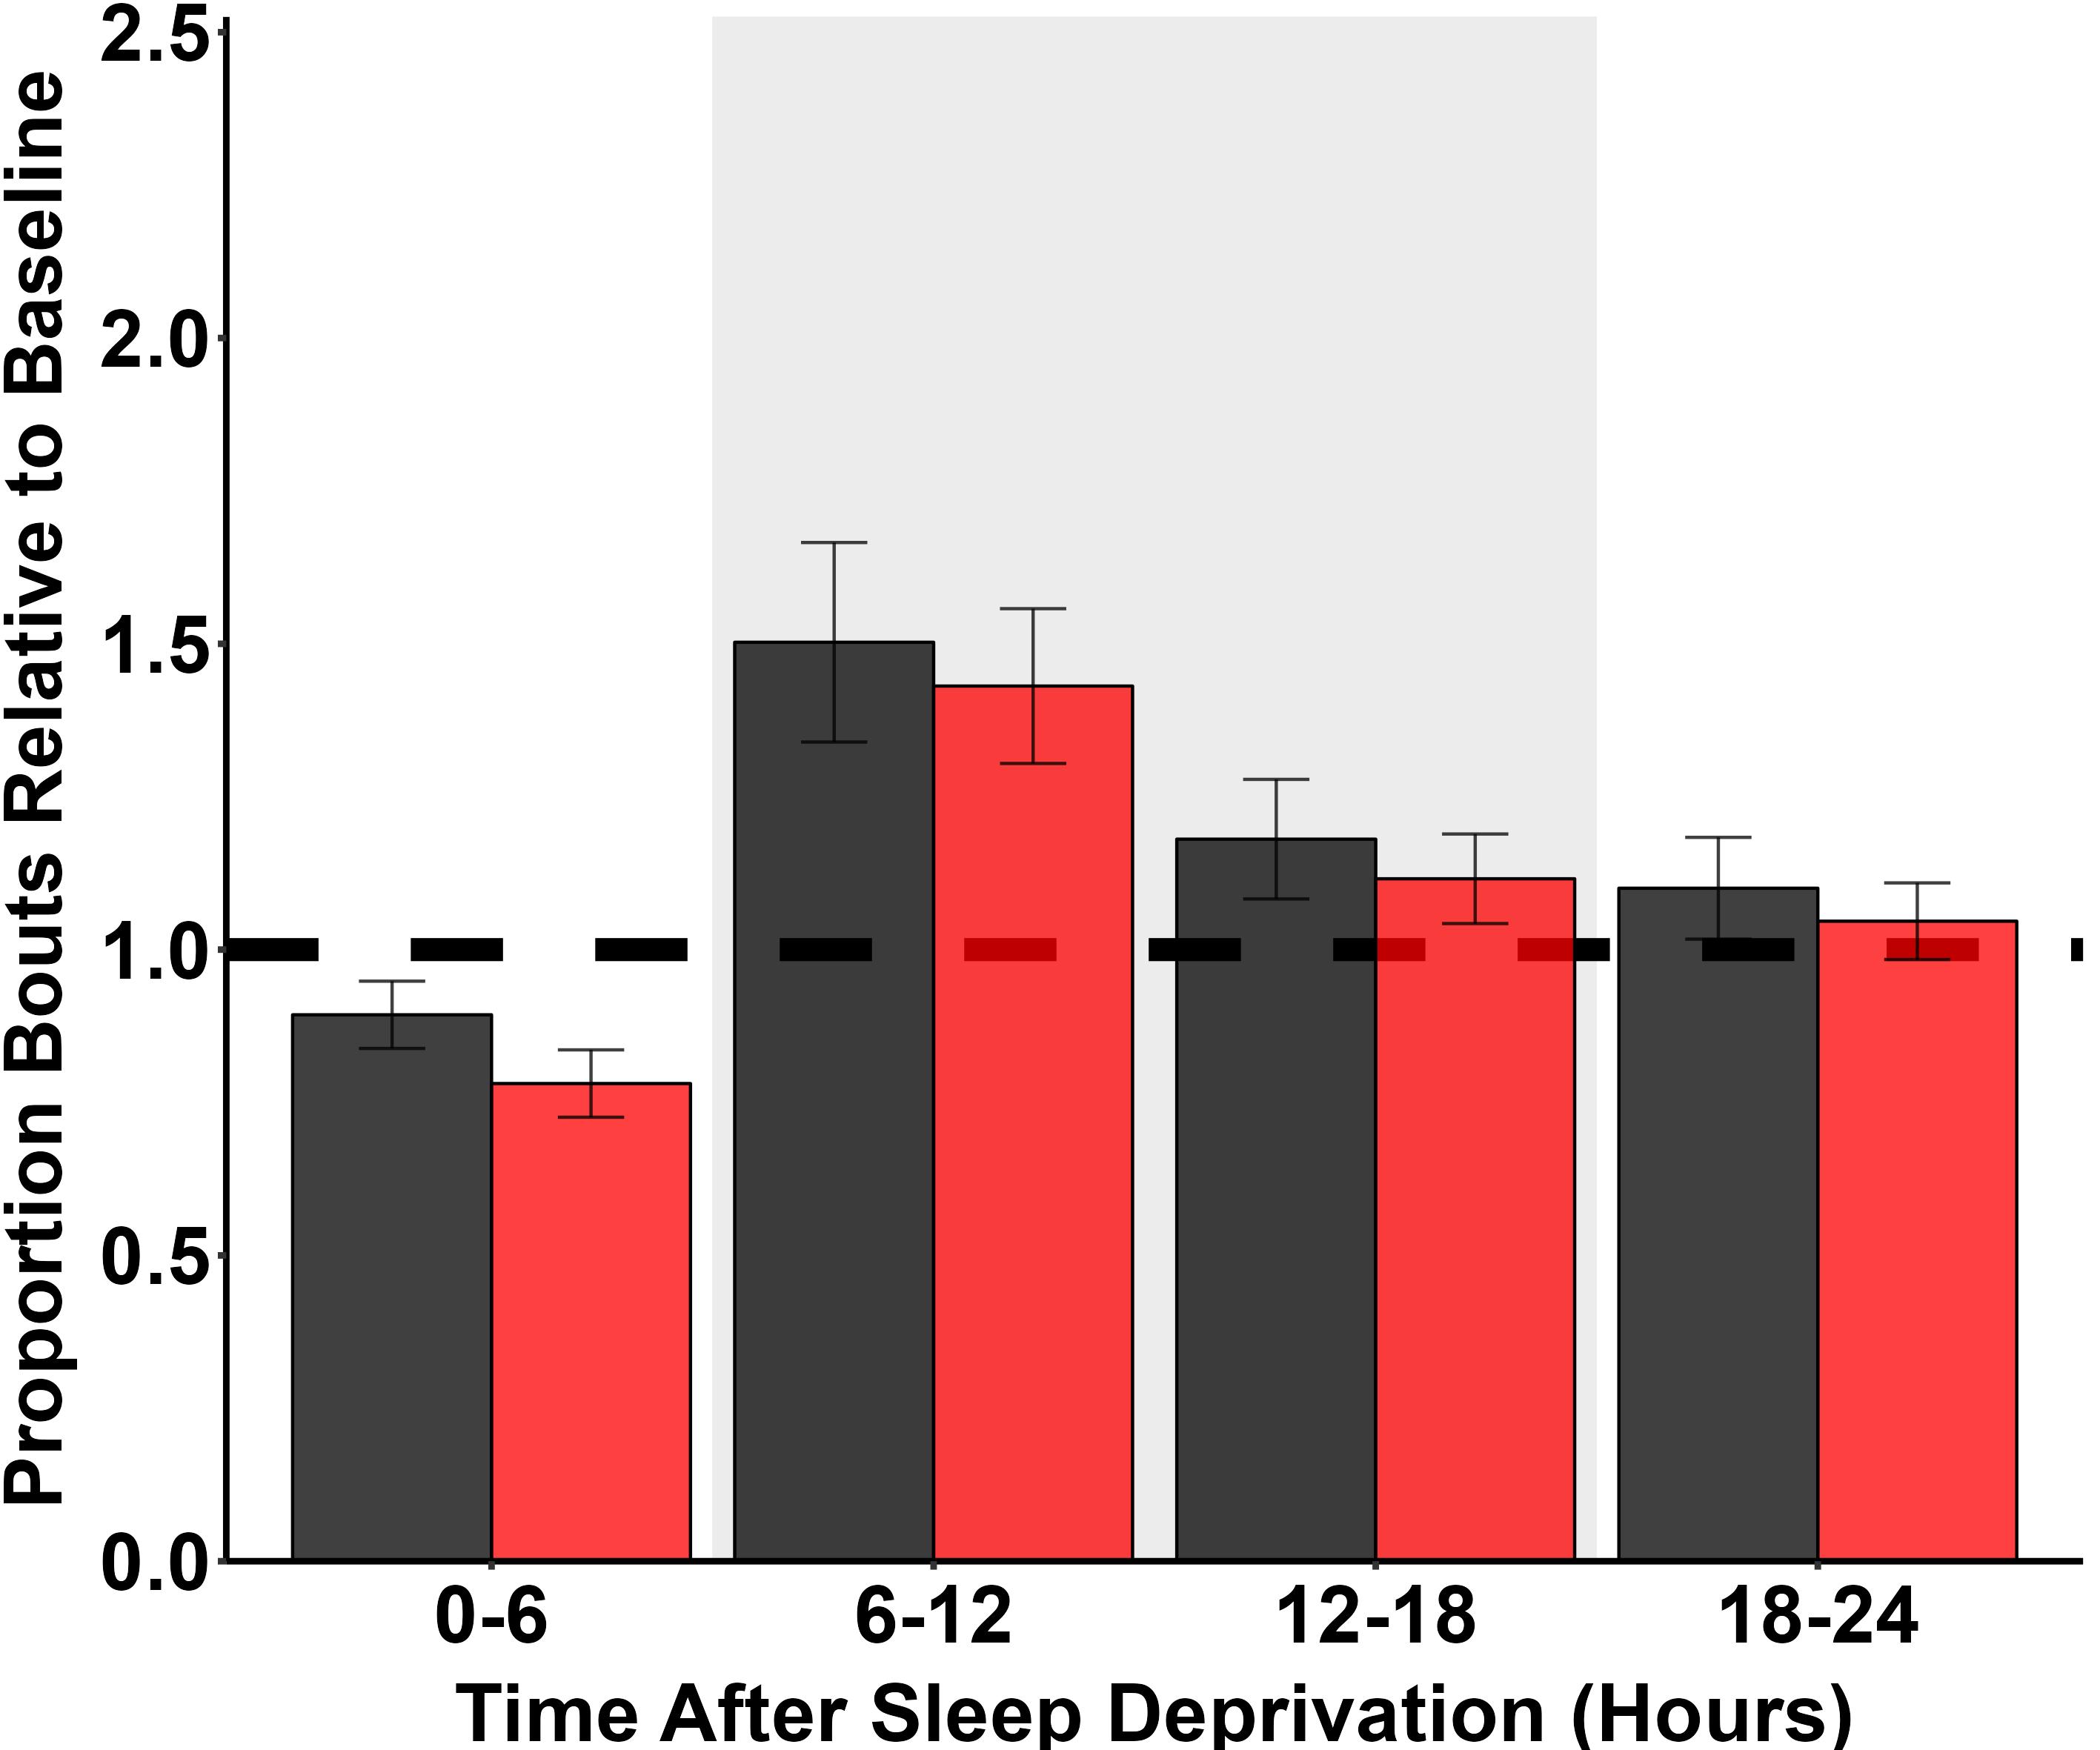 Proportion Bouts Relative to Baseline
2.5
2.0
1.5
1.0
0.5
0.0
0-6 6-12 12-18 18-24
Time After Sleep Deprivation (Hours)